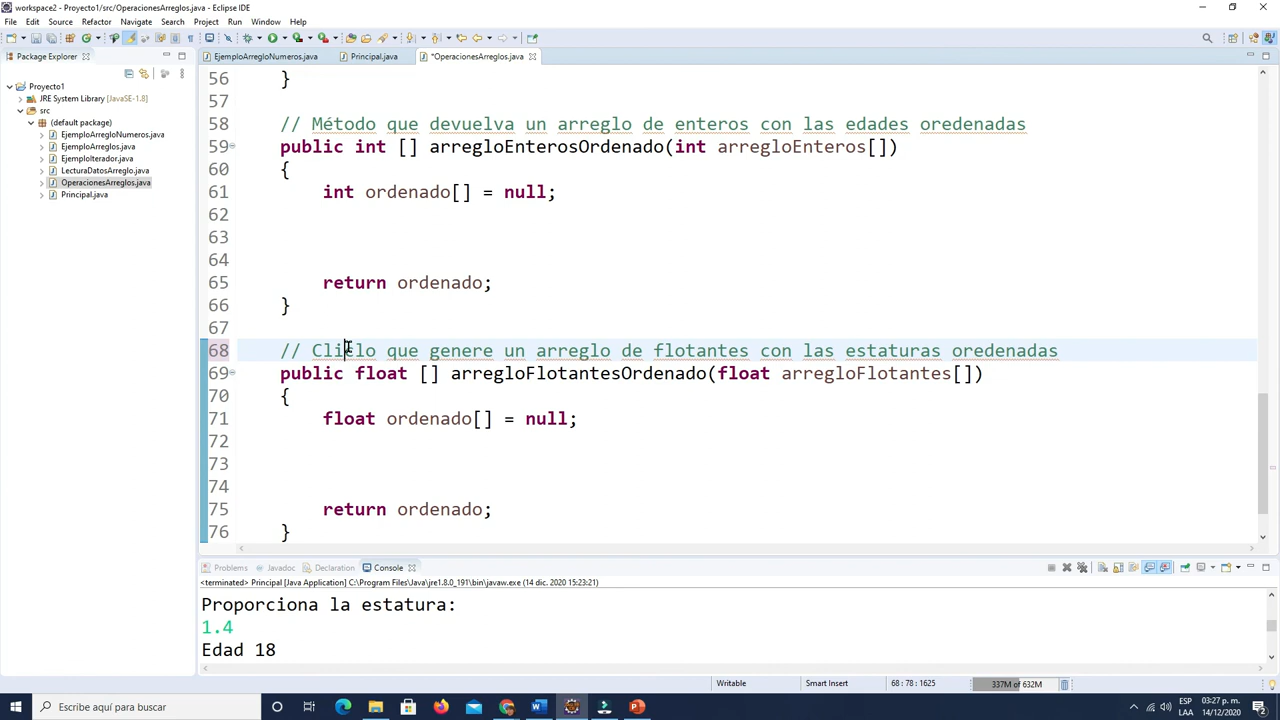 workspace2 - Proyecto1/src/OperacionesArreglos.java - Eclipse IDE
File Edit Source Refactor Navigate Search Project Run Window Help
Package Explorer
EjemploArregloNumeros.java Principal.java *OperacionesArreglos.java
Proyecto1
JRE System Library [JavaSE-1.8]
src
(default package)
EjemploArregloNumeros.java
EjemploArreglos.java
EjemploIterador.java
LecturaDatosArreglo.java
OperacionesArreglos.java
Principal.java
56 }
57
58 // Método que devuelva un arreglo de enteros con las edades oredenadas
59 public int [] arregloEnterosOrdenado(int arregloEnteros[])
60 {
61 int ordenado[] = null;
62
63
64
65 return ordenado;
66 }
67
68 // Cliclo que genere un arreglo de flotantes con las estaturas oredenadas
69 public float [] arregloFlotantesOrdenado(float arregloFlotantes[])
70 {
71 float ordenado[] = null;
72
73
74
75 return ordenado;
76 }
Problems Javadoc Declaration Console
<terminated> Principal [Java Application] C:\Program Files\Java\jre1.8.0_191\bin\javaw.exe (14 dic. 2020 15:23:21)
Proporciona la estatura:
1.4
Edad 18
Writable Smart Insert 68 : 78 : 1625 337M of 632M
Escribe aquí para buscar
ESP 03:27 p. m.
LAA 14/12/2020